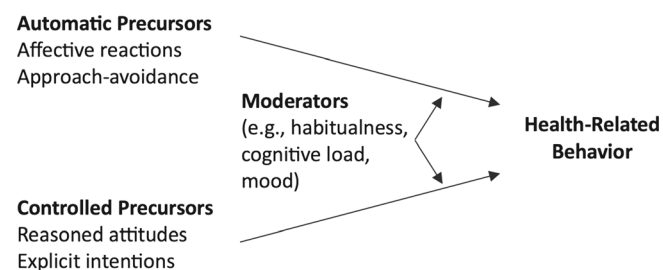 Automatic Precursors
Affective reactions
Approach-avoidance
Moderators
(e.g., habitualness,
cognitive load,
mood)
Health-Related
Behavior
Controlled Precursors
Reasoned attitudes
Explicit intentions